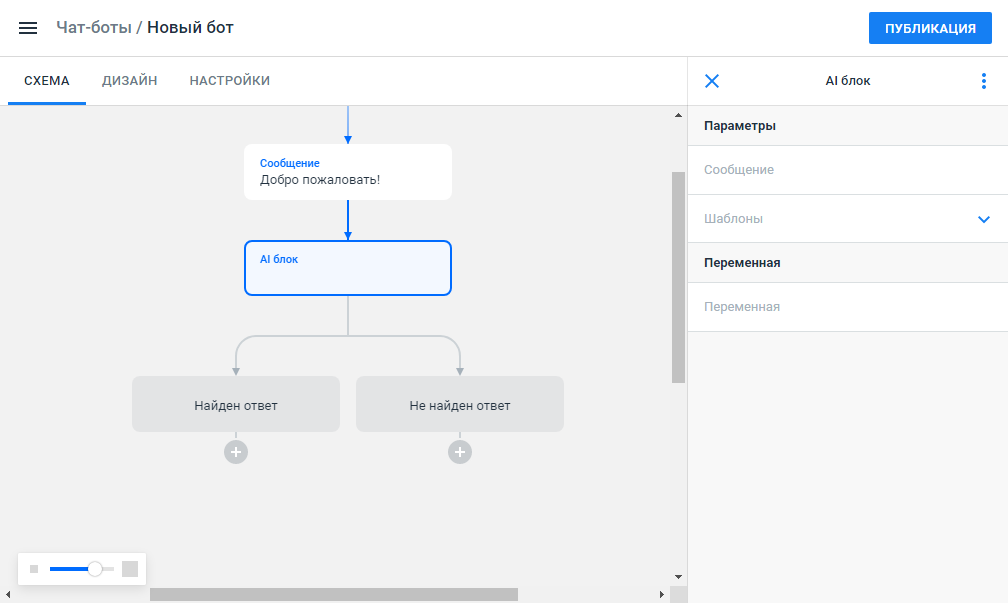 Чат-боты / Новый бот
ПУБЛИКАЦИЯ
СХЕМА ДИЗАЙН НАСТРОЙКИ
AI блок
Сообщение
Добро пожаловать!
AI блок
Найден ответ
Не найден ответ
Параметры
Сообщение
Шаблоны
Переменная
Переменная